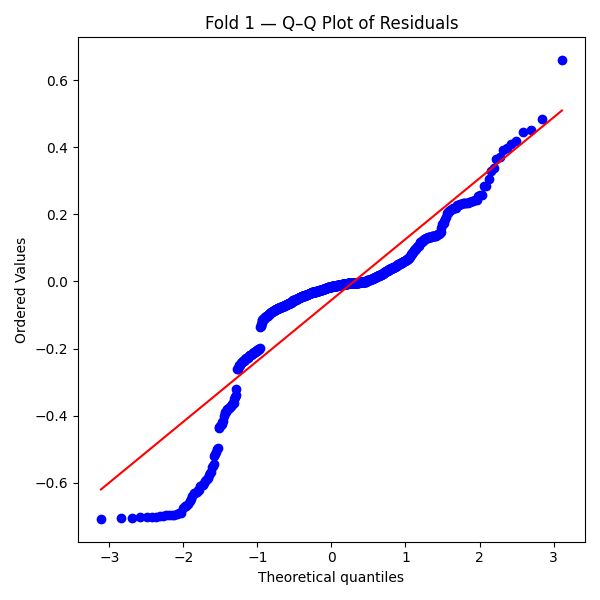 Fold 1 — Q–Q Plot of Residuals
Ordered Values
0.6
0.4
0.2
0.0
−0.2
−0.4
−0.6
−3 −2 −1 0 1 2 3
Theoretical quantiles